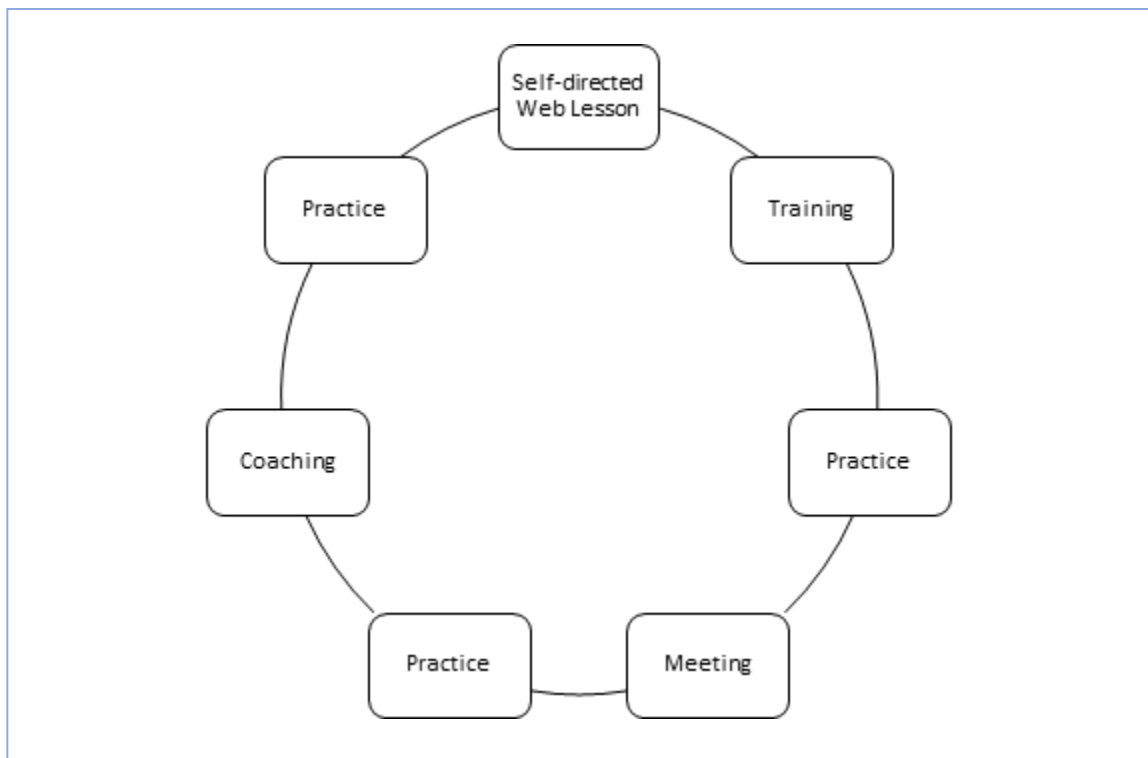 Self-directed
Web Lesson
Training
Practice
Meeting
Practice
Coaching
Practice